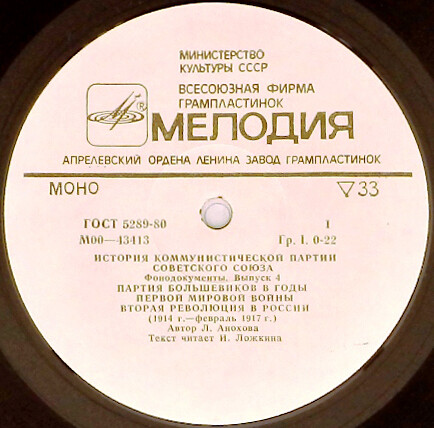 МИНИСТЕРСТВО
КУЛЬТУРЫ СССР
ВСЕСОЮЗНАЯ ФИРМА
ГРАМПЛАСТИНОК
®
МЕЛОДИЯ
АПРЕЛЕВСКИЙ ОРДЕНА ЛЕНИНА ЗАВОД ГРАМПЛАСТИНОК
МОНО ▽33
ГОСТ 5289-80 1
М00—43413 Гр. 1. 0-22
ИСТОРИЯ КОММУНИСТИЧЕСКОЙ ПАРТИИ
СОВЕТСКОГО СОЮЗА
Фонодокументы. Выпуск 4
ПАРТИЯ БОЛЬШЕВИКОВ В ГОДЫ
ПЕРВОЙ МИРОВОЙ ВОЙНЫ
ВТОРАЯ РЕВОЛЮЦИЯ В РОССИИ
(1914 г.—февраль 1917 г.)
Автор Л. Анохова
Текст читает И. Ложкина